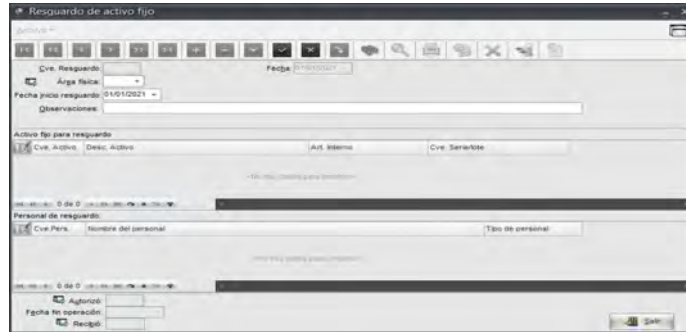 Resguardo de activo fijo
Cve. Resguardo:
Fecha:
Área física:
Fecha inicio resguardo: 01/01/2021
Observaciones:
Activo fijo para resguardo
Cve. Activo Desc. Activo Art. Interno Cve. Serie/lote
0 de 0
Personal de resguardo:
Cve.Pers. Nombre del personal Tipo de personal
0 de 0
Autorizó:
Fecha fin operación:
Recibió:
Salir